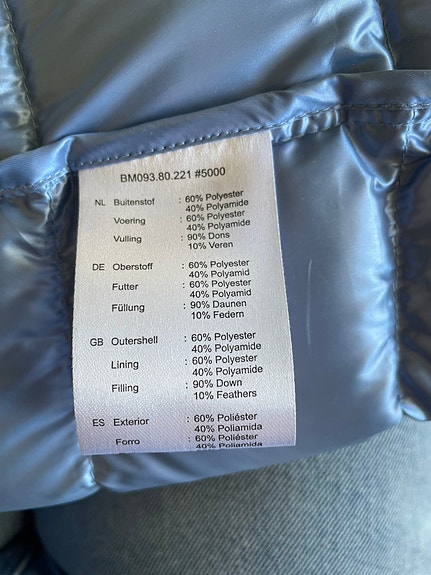 BM093.80.221 #5000
NL Buitenstof : 60% Polyester
40% Polyamide
Voering : 60% Polyester
40% Polyamide
Vulling : 90% Dons
10% Veren
DE Oberstoff : 60% Polyester
40% Polyamid
Futter : 60% Polyester
40% Polyamid
Füllung : 90% Daunen
10% Federn
GB Outershell : 60% Polyester
40% Polyamide
Lining : 60% Polyester
40% Polyamide
Filling : 90% Down
10% Feathers
ES Exterior : 60% Poliéster
40% Poliamida
Forro : 60% Poliéster
40% Poliamida